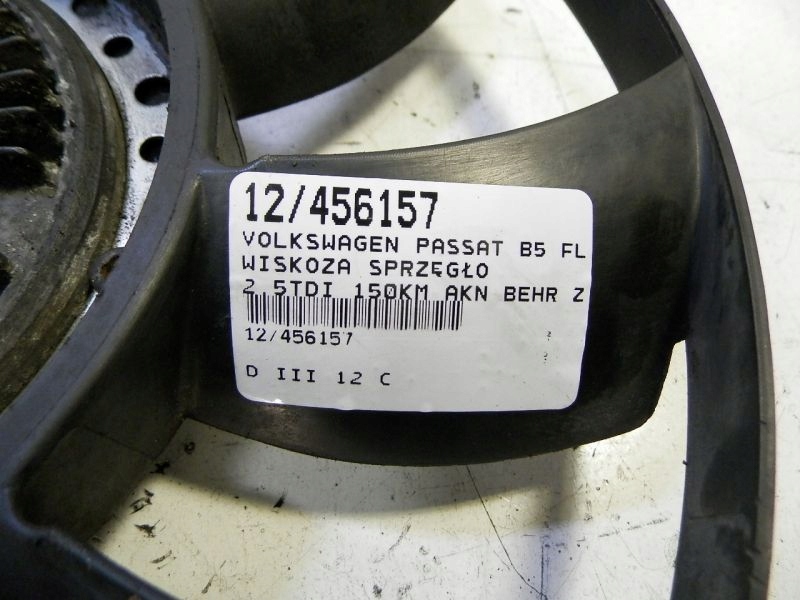 12/456157
VOLKSWAGEN PASSAT B5 FL
WISKOZA SPRZĘGŁO
2 5TDI 150KM AKN BEHR Z
12/456157
D III 12 C